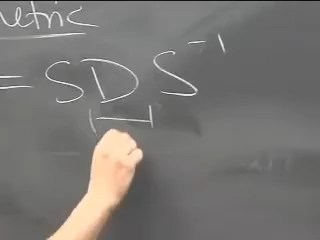 etric
= SDS⁻¹